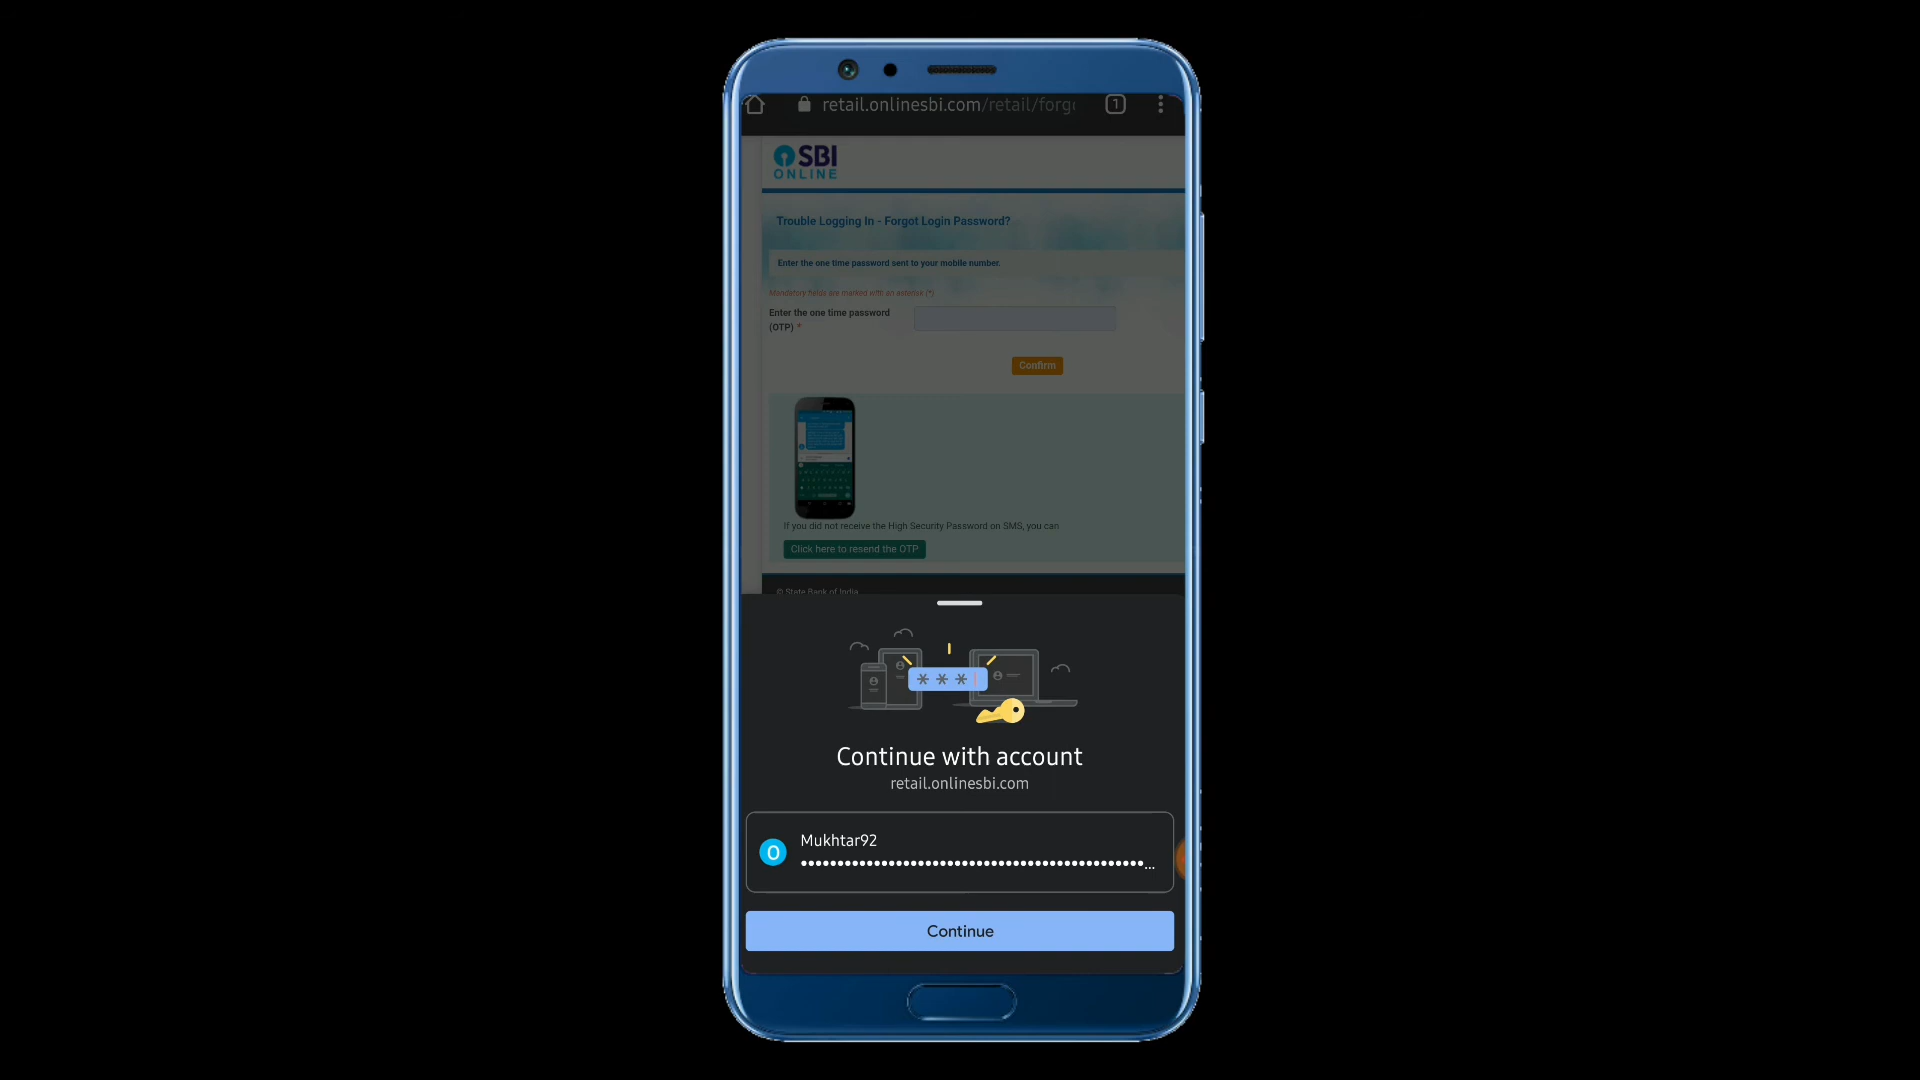 retail.onlinesbi.com/retail/forg
1
SBI
ONLINE
Trouble Logging In - Forgot Login Password?
Enter the one time password sent to your mobile number.
Mandatory fields are marked with an asterisk (*)
Enter the one time password
(OTP) *
Confirm
If you did not receive the High Security Password on SMS, you can
Click here to resend the OTP
© State Bank of India
***
Continue with account
retail.onlinesbi.com
O
Mukhtar92
••••••••••••••••••••••••••••••••••••••••••••••••...
Continue